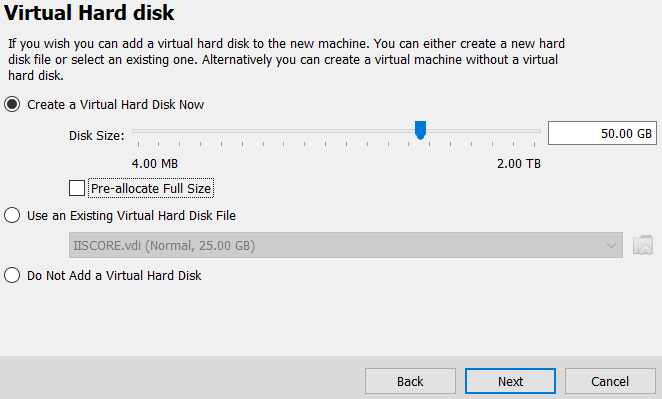 Virtual Hard disk
If you wish you can add a virtual hard disk to the new machine. You can either create a new hard
disk file or select an existing one. Alternatively you can create a virtual machine without a virtual
hard disk.
Create a Virtual Hard Disk Now
Disk Size:
50.00 GB
4.00 MB
2.00 TB
Pre-allocate Full Size
Use an Existing Virtual Hard Disk File
IISCORE.vdi (Normal, 25.00 GB)
Do Not Add a Virtual Hard Disk
Back
Next
Cancel